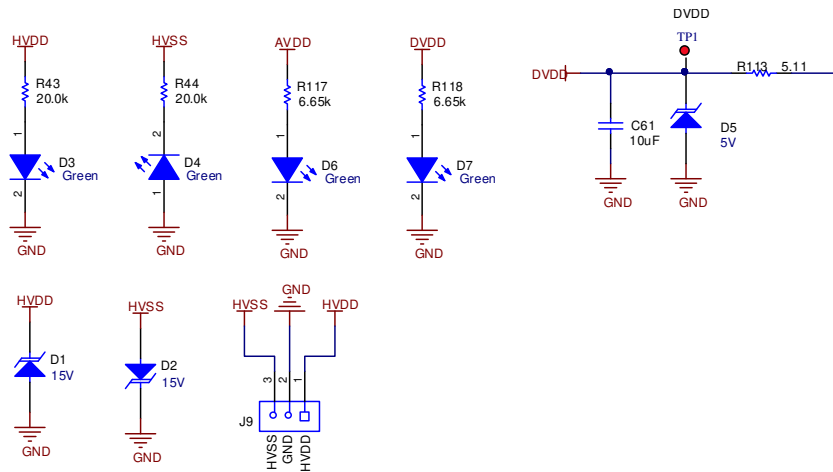 HVDD
R43
20.0k
1
D3
Green
2
GND
HVSS
R44
20.0k
2
D4
Green
1
GND
AVDD
R117
6.65k
1
D6
Green
2
GND
DVDD
R118
6.65k
1
D7
Green
2
GND
DVDD
TP1
DVDD
R113 5.11
C61
10uF
D5
5V
GND
GND
HVDD
D1
15V
GND
HVSS
D2
15V
GND
GND
HVSS
HVDD
3
2
1
J9
HVSS
GND
HVDD